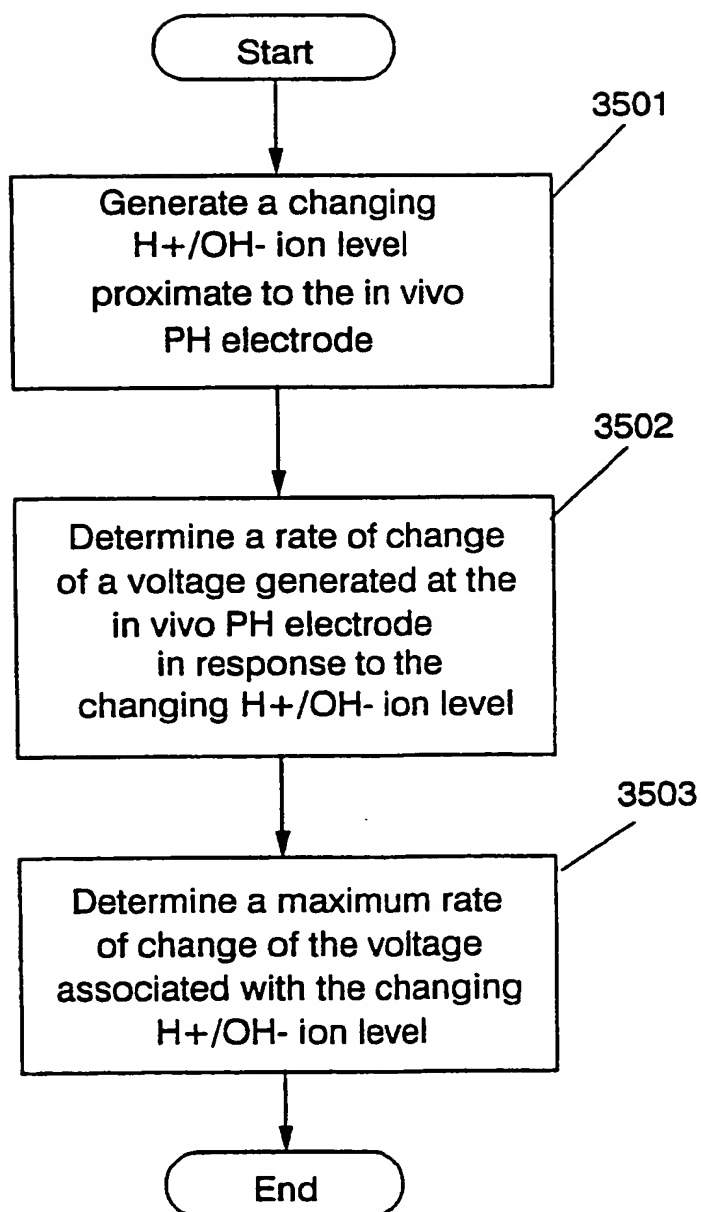 Start
3501
Generate a changing
H+/OH- ion level
proximate to the in vivo
PH electrode
3502
Determine a rate of change
of a voltage generated at the
in vivo PH electrode
in response to the
changing H+/OH- ion level
3503
Determine a maximum rate
of change of the voltage
associated with the changing
H+/OH- ion level
End